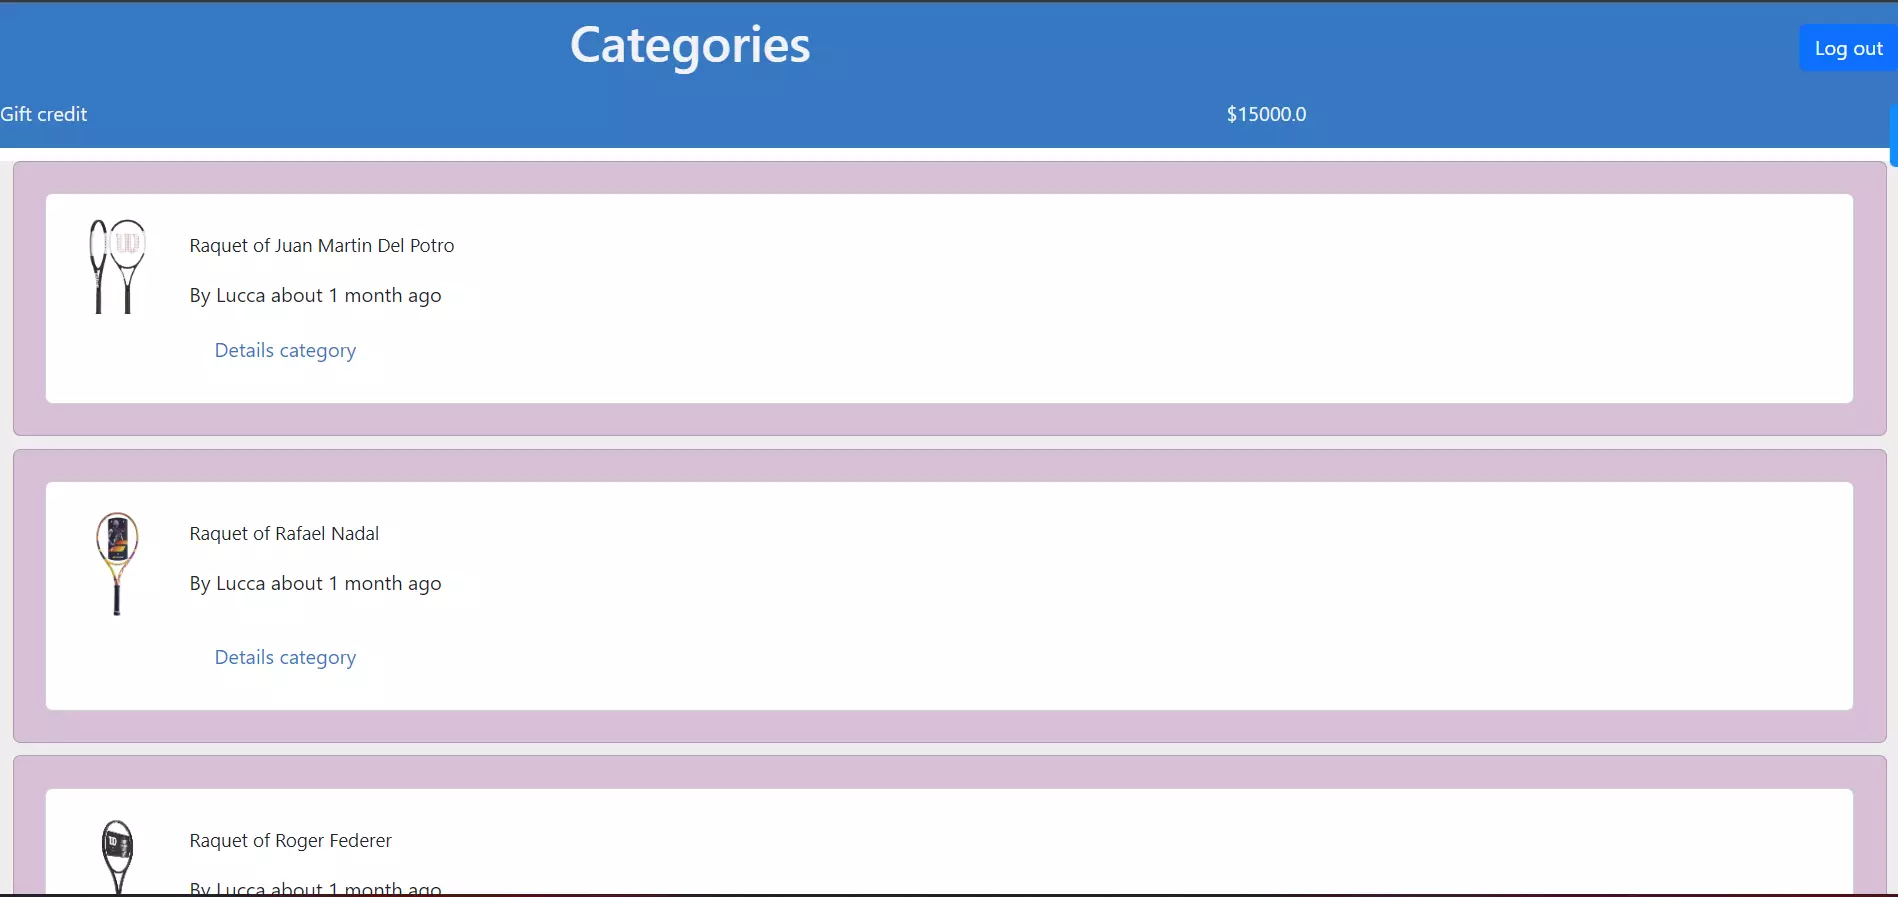 Categories
Log out
Gift credit
$15000.0
Raquet of Juan Martin Del Potro
By Lucca about 1 month ago
Details category
Raquet of Rafael Nadal
By Lucca about 1 month ago
Details category
Raquet of Roger Federer
By Lucca about 1 month ago